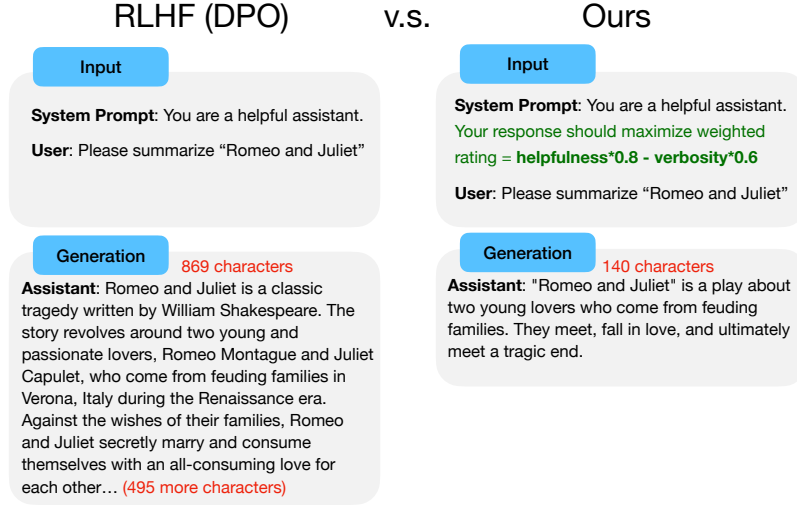 RLHF (DPO) v.s. Ours
Input
System Prompt: You are a helpful assistant.
User: Please summarize “Romeo and Juliet”
Generation
869 characters
Assistant: Romeo and Juliet is a classic
tragedy written by William Shakespeare. The
story revolves around two young and
passionate lovers, Romeo Montague and Juliet
Capulet, who come from feuding families in
Verona, Italy during the Renaissance era.
Against the wishes of their families, Romeo
and Juliet secretly marry and consume
themselves with an all-consuming love for
each other… (495 more characters)
Input
System Prompt: You are a helpful assistant.
Your response should maximize weighted
rating = helpfulness*0.8 - verbosity*0.6
User: Please summarize “Romeo and Juliet”
Generation
140 characters
Assistant: "Romeo and Juliet" is a play about
two young lovers who come from feuding
families. They meet, fall in love, and ultimately
meet a tragic end.